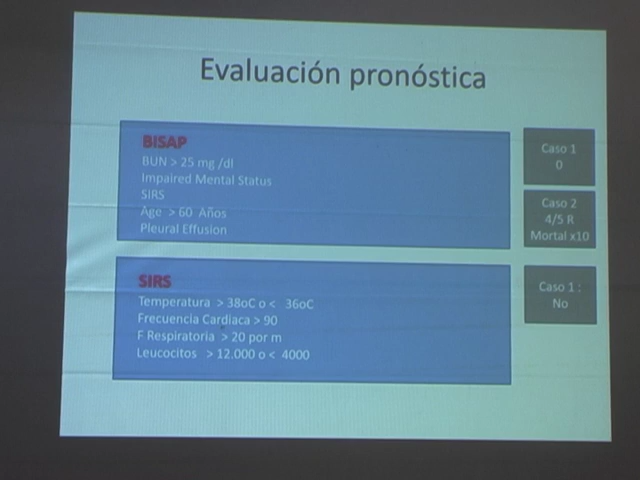 Evaluación pronóstica
BISAP
BUN > 25 mg /dl
Impaired Mental Status
SIRS
Age > 60 Años
Pleural Effusion
Caso 1
0
Caso 2
4/5 R
Mortal x10
SIRS
Temperatura > 38oC o < 36oC
Frecuencia Cardiaca > 90
F Respiratoria > 20 por m
Leucocitos > 12.000 o < 4000
Caso 1 :
No